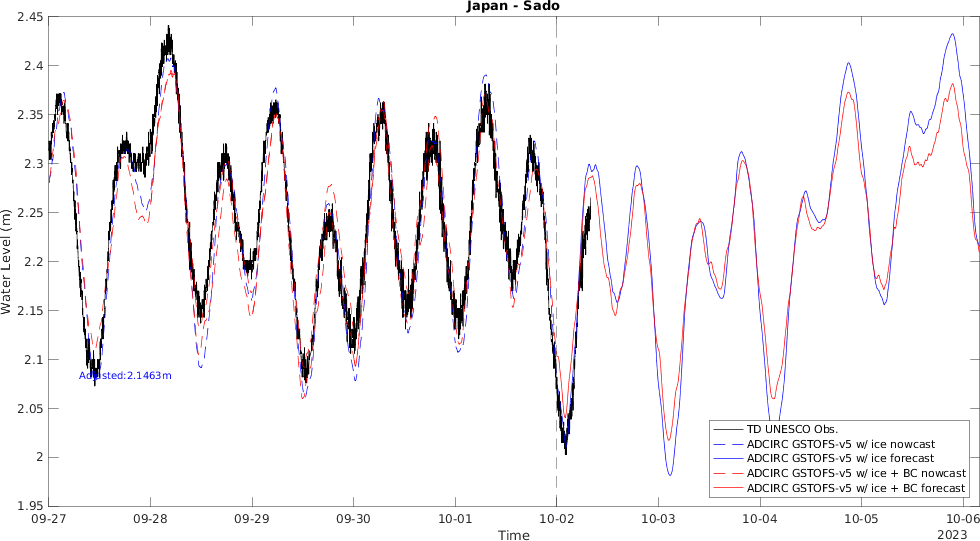 Japan - Sado
2.45
2.4
2.35
2.3
2.25
2.2
2.15
2.1
2.05
2
1.95
Water Level (m)
Adjusted:2.1463m
TD UNESCO Obs.
ADCIRC GSTOFS-v5 w/ ice nowcast
ADCIRC GSTOFS-v5 w/ ice forecast
ADCIRC GSTOFS-v5 w/ ice + BC nowcast
ADCIRC GSTOFS-v5 w/ ice + BC forecast
09-27 09-28 09-29 09-30 10-01 10-02 10-03 10-04 10-05 10-06
Time
2023